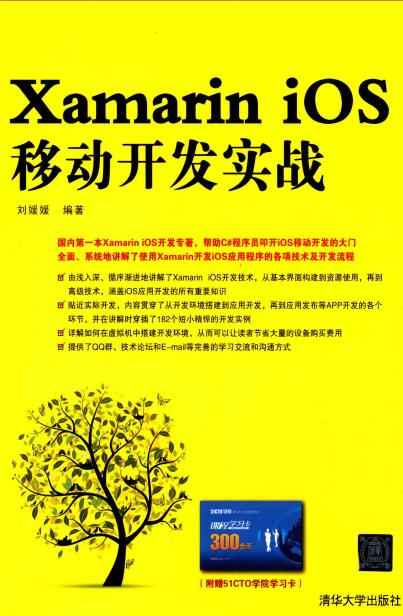 Xamarin iOS
移动开发实战
刘媛媛 编著
国内第一本Xamarin iOS开发专著，帮助C#程序员叩开iOS移动开发的大门
全面、系统地讲解了使用Xamarin开发iOS应用程序的各项技术及开发流程
由浅入深、循序渐进地讲解了Xamarin iOS开发技术，从基本界面构建到资源使用，再到
高级技术，涵盖iOS应用开发的所有重要知识
贴近实际开发，内容贯穿了从开发环境搭建到应用开发，再到应用发布等APP开发的各个
环节，并在讲解时穿插了182个短小精悍的开发实例
详解如何在虚拟机中搭建开发环境，从而可以让读者节省大量的设备购买费用
提供了QQ群、技术论坛和E-mail等完善的学习交流和沟通方式
课程学习卡
300
（附赠51CTO学院学习卡）
清华大学出版社